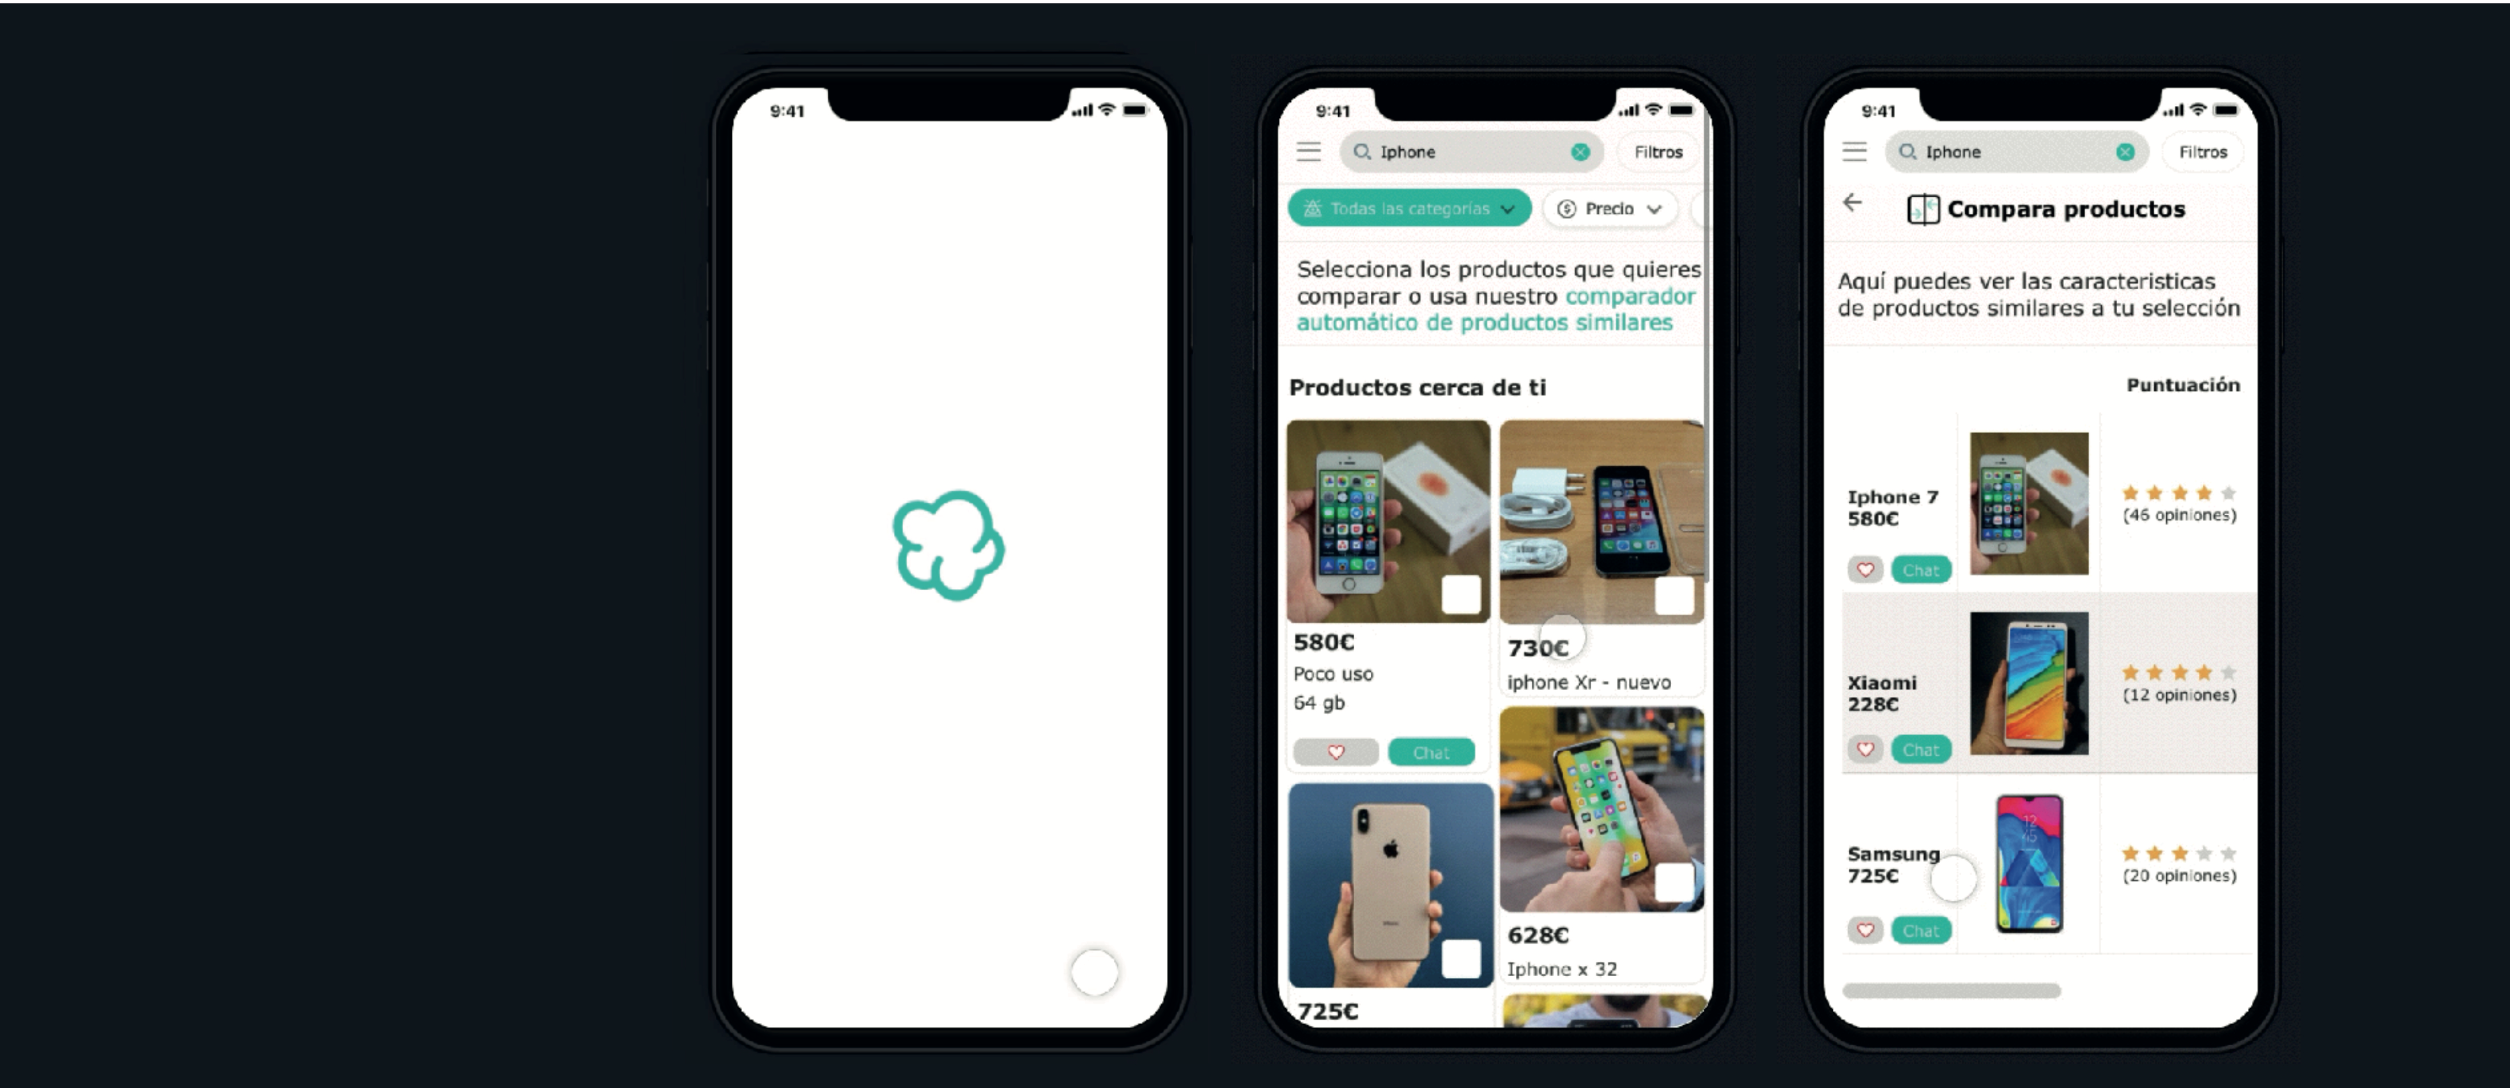 9:41
9:41
Iphone
Filtros
Todas las categorías
Precio
Selecciona los productos que quieres
comparar o usa nuestro comparador
automático de productos similares
Productos cerca de ti
580€
Poco uso
64 gb
Chat
730€
iphone Xr - nuevo
628€
Iphone x 32
725€
9:41
Iphone
Filtros
Compara productos
Aquí puedes ver las caracteristicas
de productos similares a tu selección
Puntuación
Iphone 7
580€
(46 opiniones)
Chat
Xiaomi
228€
(12 opiniones)
Chat
Samsung
725€
(20 opiniones)
Chat